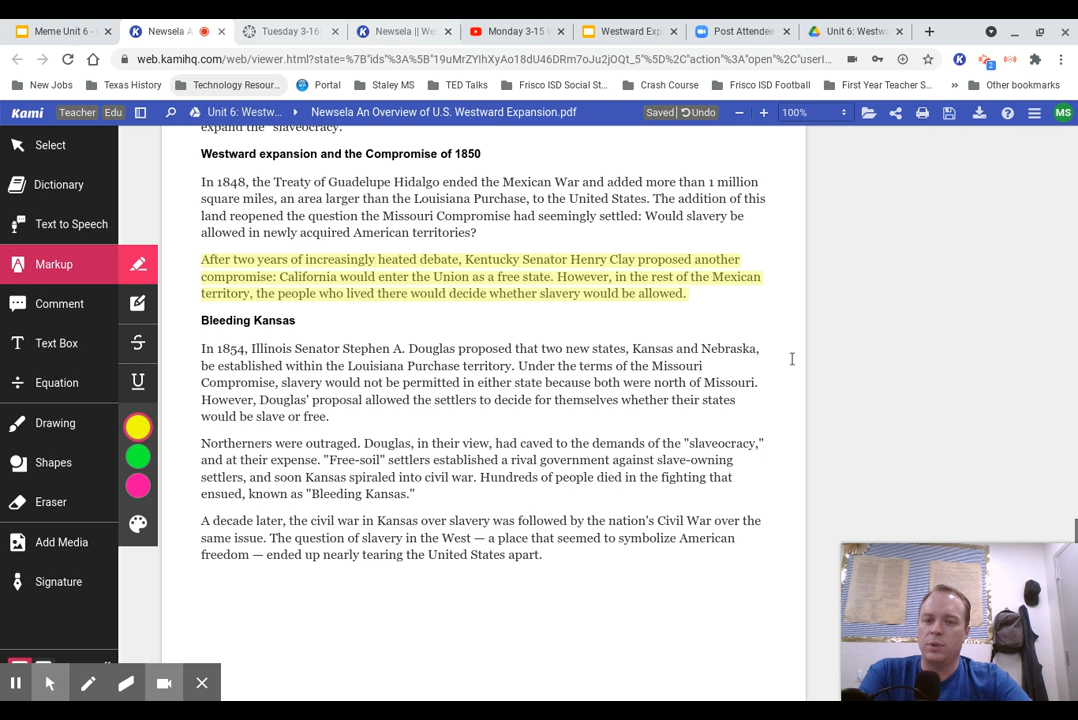 Meme Unit 6 -
Newsela A
Tuesday 3-16
Newsela || We
Monday 3-15 W
Westward Exp
Post Attendee
Unit 6: Westw
web.kamihq.com/web/viewer.html?state=%7B"ids"%3A%5B"19uMrZYlhXyAo18dU46DRm7oJu2jOQt_5"%5D%2C"action"%3A"open"%2C"userI...
New Jobs
Texas History
Technology Resour...
Portal
Staley MS
TED Talks
Frisco ISD Social St...
Crash Course
Frisco ISD Football
First Year Teacher S...
»
Other bookmarks
Kami
Teacher
Edu
Unit 6: Westw...
Newsela An Overview of U.S. Westward Expansion.pdf
Saved
Undo
100%
MS
Select
Dictionary
Text to Speech
Markup
Comment
Text Box
Equation
Drawing
Shapes
Eraser
Add Media
Signature
expand the "slaveocracy."
Westward expansion and the Compromise of 1850
In 1848, the Treaty of Guadelupe Hidalgo ended the Mexican War and added more than 1 million
square miles, an area larger than the Louisiana Purchase, to the United States. The addition of this
land reopened the question the Missouri Compromise had seemingly settled: Would slavery be
allowed in newly acquired American territories?
After two years of increasingly heated debate, Kentucky Senator Henry Clay proposed another
compromise: California would enter the Union as a free state. However, in the rest of the Mexican
territory, the people who lived there would decide whether slavery would be allowed.
Bleeding Kansas
In 1854, Illinois Senator Stephen A. Douglas proposed that two new states, Kansas and Nebraska,
be established within the Louisiana Purchase territory. Under the terms of the Missouri
Compromise, slavery would not be permitted in either state because both were north of Missouri.
However, Douglas' proposal allowed the settlers to decide for themselves whether their states
would be slave or free.
Northerners were outraged. Douglas, in their view, had caved to the demands of the "slaveocracy,"
and at their expense. "Free-soil" settlers established a rival government against slave-owning
settlers, and soon Kansas spiraled into civil war. Hundreds of people died in the fighting that
ensued, known as "Bleeding Kansas."
A decade later, the civil war in Kansas over slavery was followed by the nation's Civil War over the
same issue. The question of slavery in the West — a place that seemed to symbolize American
freedom — ended up nearly tearing the United States apart.